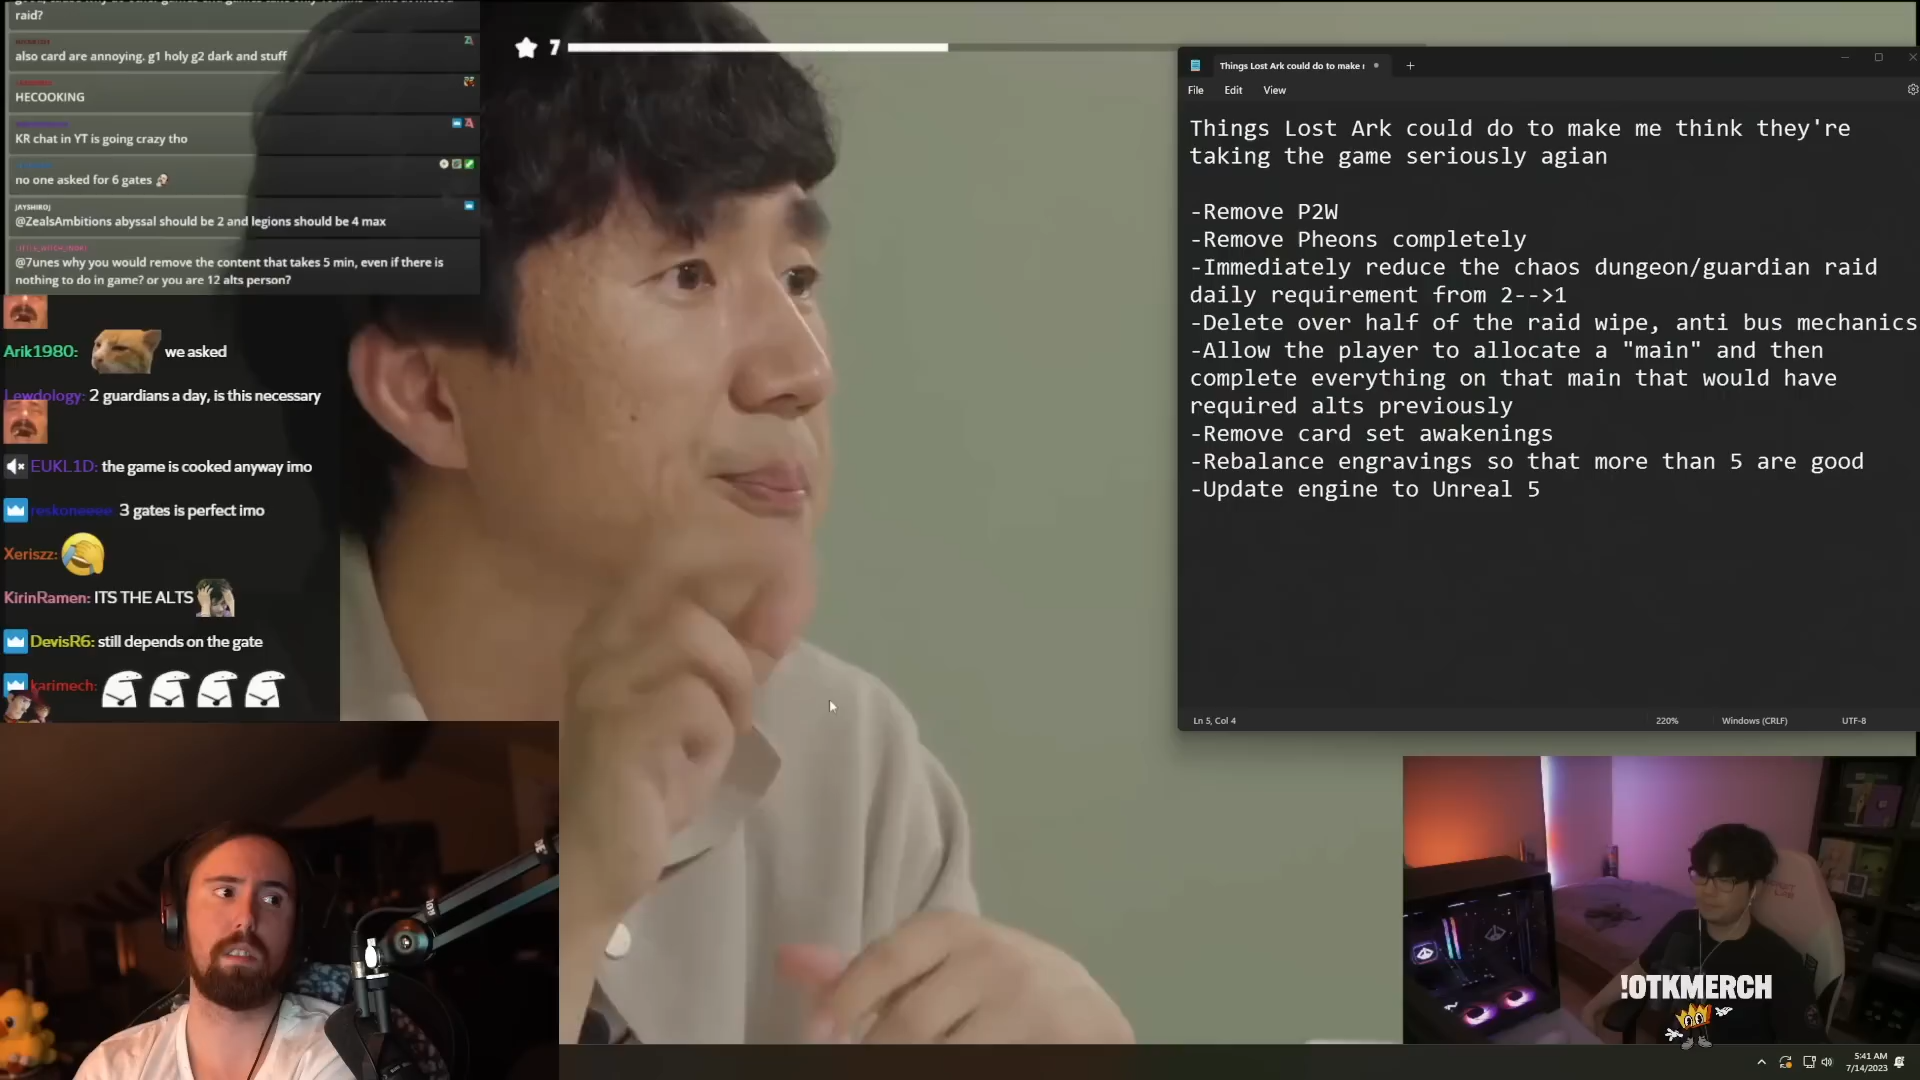 raid?
also card are annoying. g1 holy g2 dark and stuff
HECOOKING
KR chat in YT is going crazy tho
no one asked for 6 gates
JAYSHIROJ
@ZealsAmbitions abyssal should be 2 and legions should be 4 max
@7unes why you would remove the content that takes 5 min, even if there is
nothing to do in game? or you are 12 alts person?
Arik1980: we asked
Lewdology: 2 guardians a day, is this necessary
EUKL1D: the game is cooked anyway imo
reskoneeee: 3 gates is perfect imo
Xeriszz:
KirinRamen: ITS THE ALTS
DevisR6: still depends on the gate
karimech:
7
Things Lost Ark could do to make
File Edit View
Things Lost Ark could do to make me think they're
taking the game seriously agian
-Remove P2W
-Remove Pheons completely
-Immediately reduce the chaos dungeon/guardian raid
daily requirement from 2-->1
-Delete over half of the raid wipe, anti bus mechanics
-Allow the player to allocate a "main" and then
complete everything on that main that would have
required alts previously
-Remove card set awakenings
-Rebalance engravings so that more than 5 are good
-Update engine to Unreal 5
Ln 5, Col 4 220% Windows (CRLF) UTF-8
!OTKMERCH
5:41 AM
7/14/2023